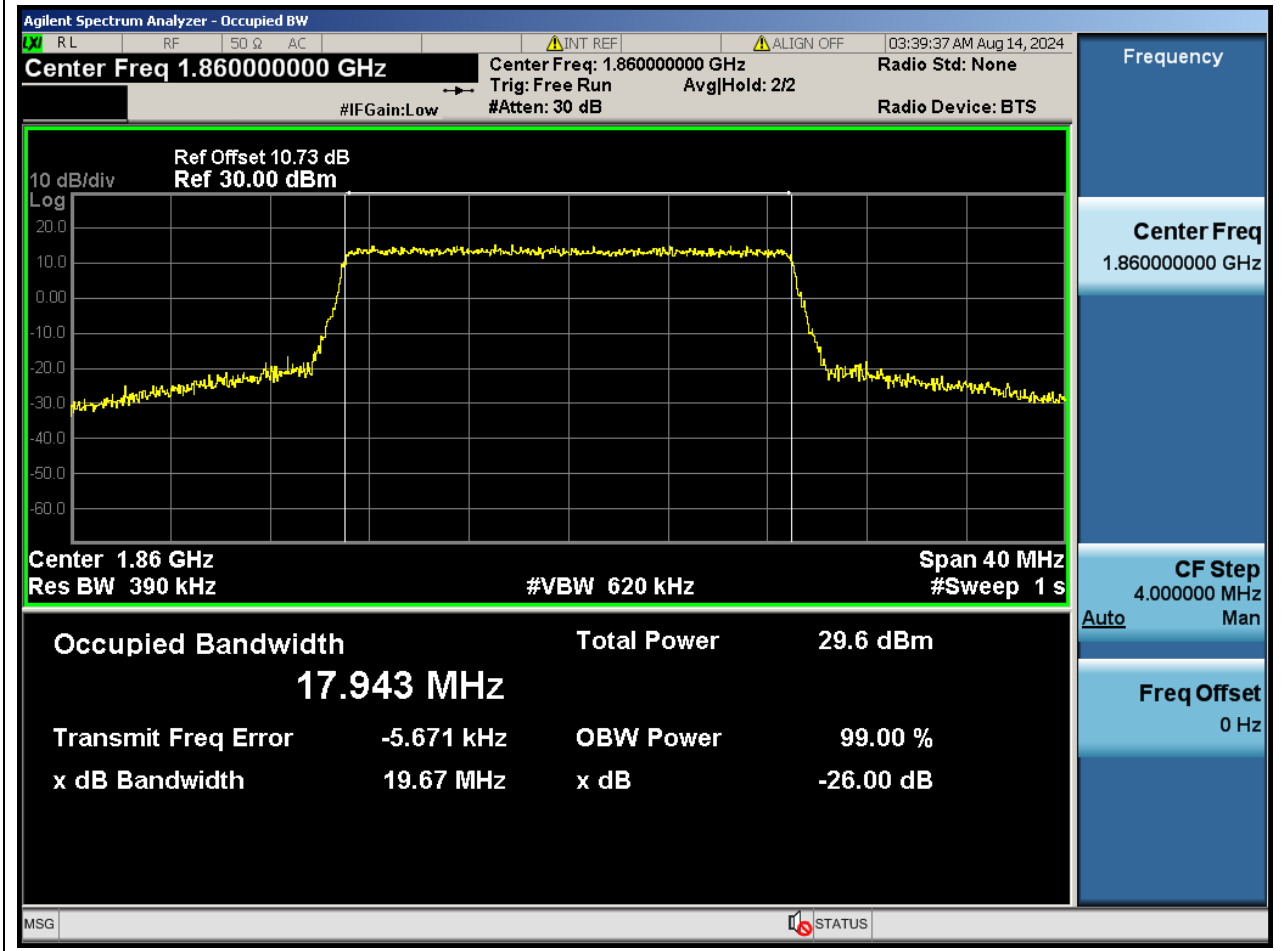 Agilent Spectrum Analyzer - Occupied BW
LXI RL RF 50 Ω AC INT REF ALIGN OFF 03:39:37 AM Aug 14, 2024
Center Freq 1.860000000 GHz
Center Freq: 1.860000000 GHz
Radio Std: None
Trig: Free Run Avg|Hold: 2/2
#IFGain:Low
#Atten: 30 dB
Radio Device: BTS
Ref Offset 10.73 dB
10 dB/div Ref 30.00 dBm
Log
20.0
10.0
0.00
-10.0
-20.0
-30.0
-40.0
-50.0
-60.0
Center 1.86 GHz Span 40 MHz
Res BW 390 kHz #VBW 620 kHz #Sweep 1 s
Occupied Bandwidth
17.943 MHz
Total Power 29.6 dBm
Transmit Freq Error -5.671 kHz
OBW Power 99.00 %
x dB Bandwidth 19.67 MHz
x dB -26.00 dB
Frequency
Center Freq
1.860000000 GHz
CF Step
4.000000 MHz
Auto Man
Freq Offset
0 Hz
MSG STATUS